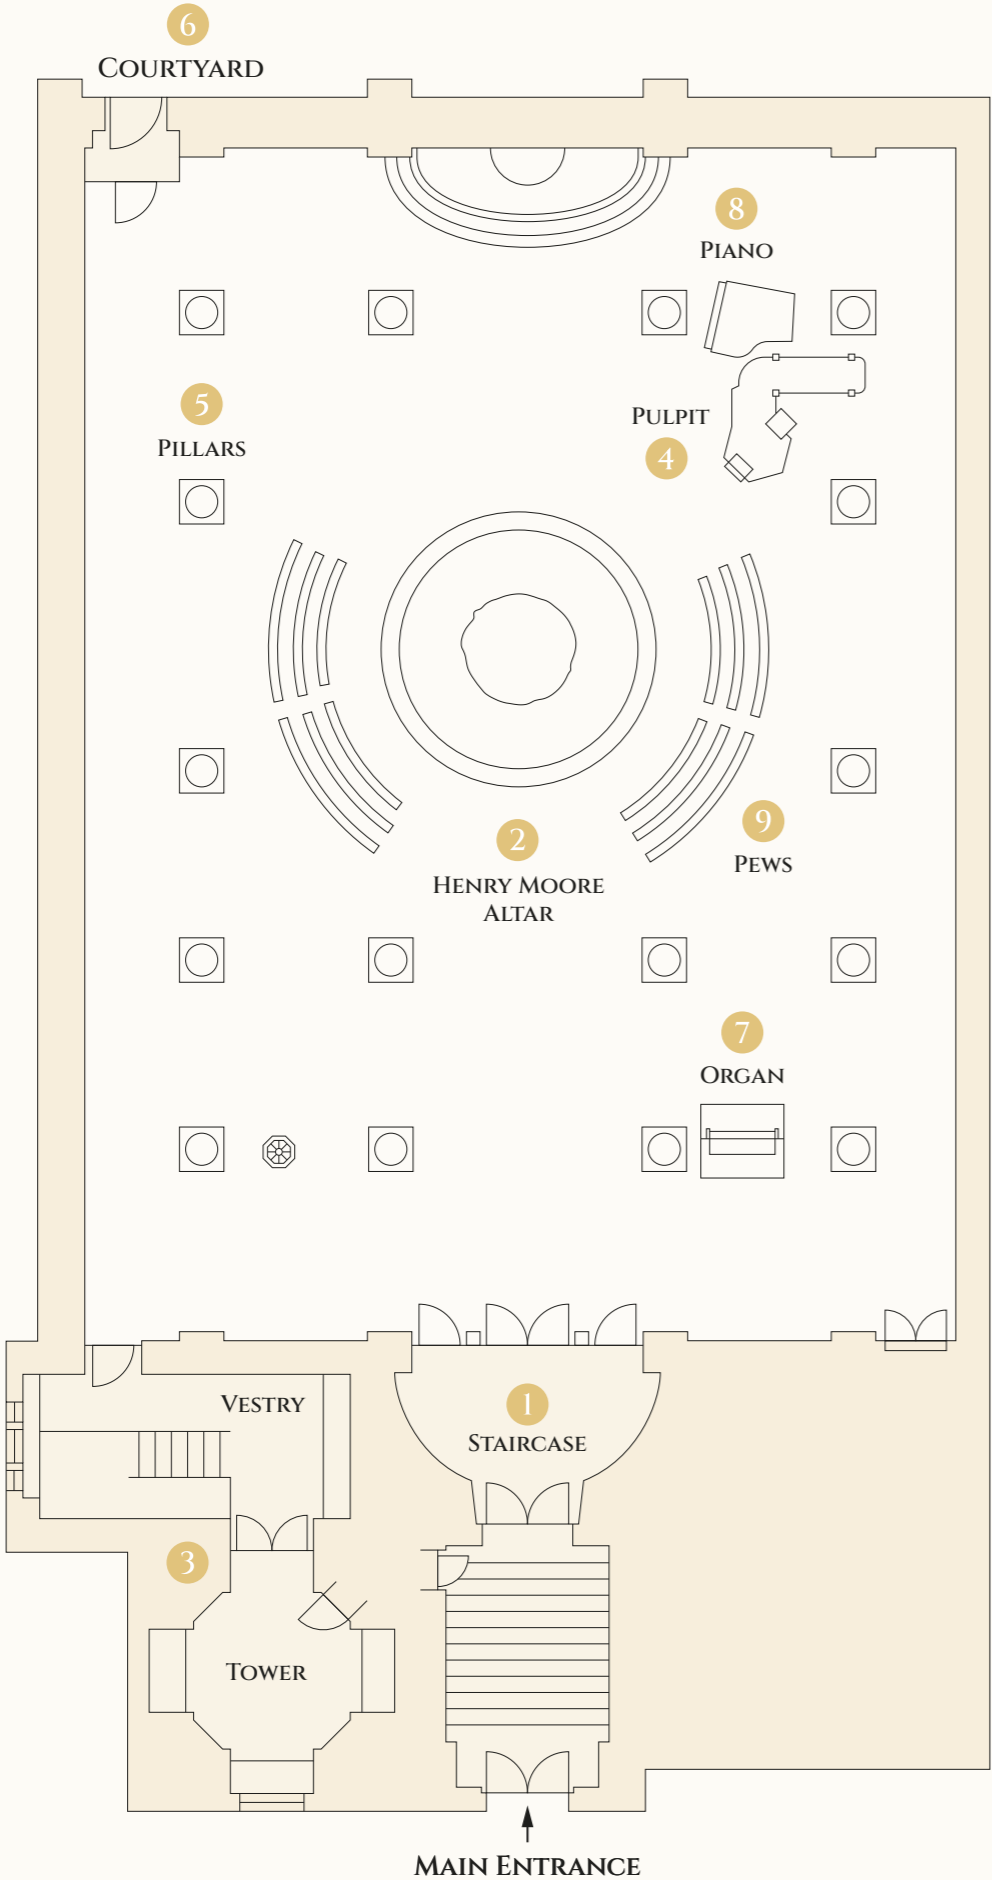 6
COURTYARD
8
PIANO
5
PILLARS
PULPIT
4
9
PEWS
2
HENRY MOORE
ALTAR
7
ORGAN
VESTRY
1
STAIRCASE
3
TOWER
MAIN ENTRANCE